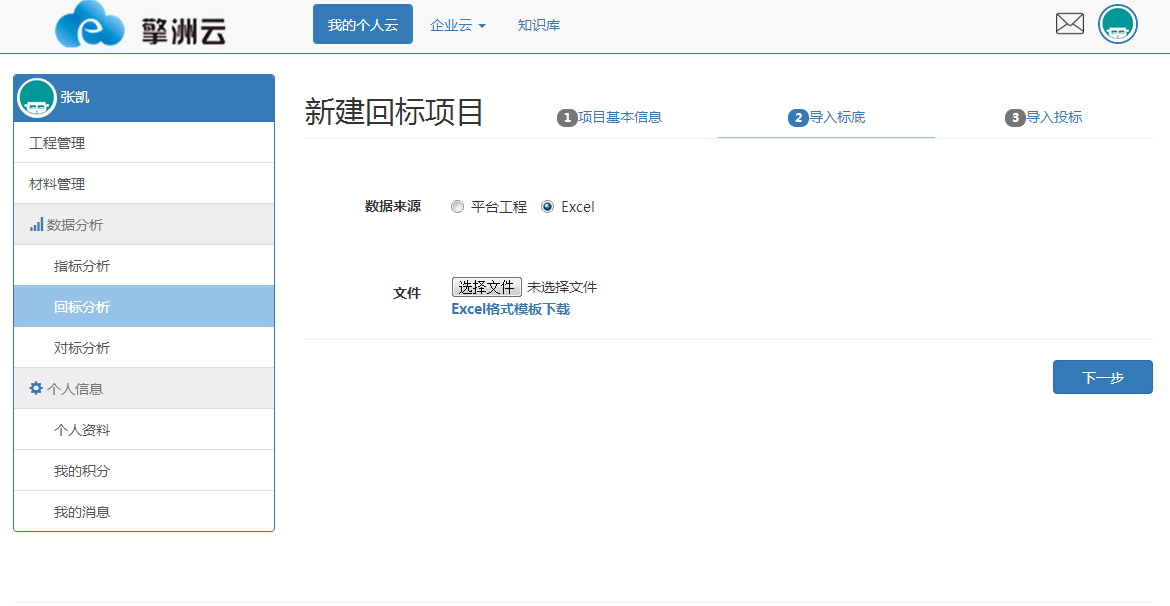 擎洲云
我的个人云 企业云 知识库
张凯
工程管理
材料管理
数据分析
指标分析
回标分析
对标分析
个人信息
个人资料
我的积分
我的消息
新建回标项目
1 项目基本信息
2 导入标底
3 导入投标
数据来源 平台工程 Excel
文件 选择文件 未选择文件
Excel格式模板下载
下一步